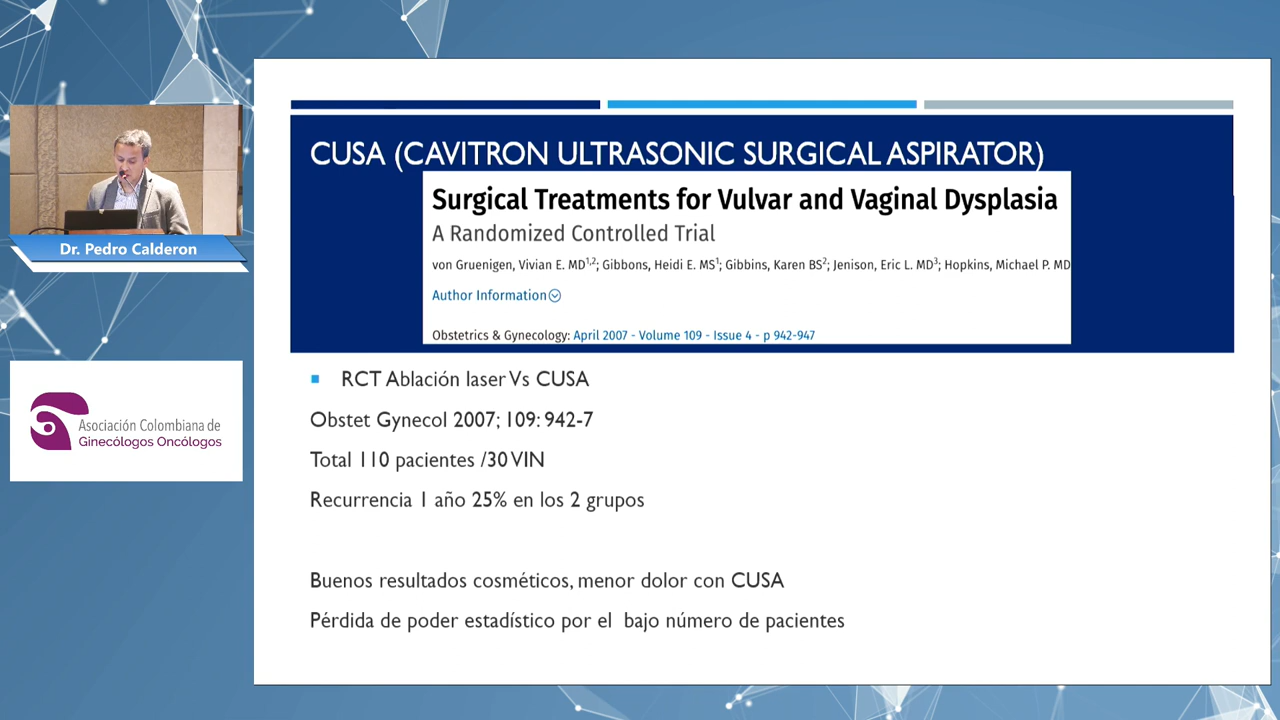 CUSA (CAVITRON ULTRASONIC SURGICAL ASPIRATOR)
Surgical Treatments for Vulvar and Vaginal Dysplasia
A Randomized Controlled Trial
von Gruenigen, Vivian E. MD1,2; Gibbons, Heidi E. MS1; Gibbins, Karen BS2; Jenison, Eric L. MD3; Hopkins, Michael P. MD
Author Information
Obstetrics & Gynecology: April 2007 - Volume 109 - Issue 4 - p 942-947
RCT Ablación laser Vs CUSA
Obstet Gynecol 2007; 109: 942-7
Total 110 pacientes /30 VIN
Recurrencia 1 año 25% en los 2 grupos
Buenos resultados cosméticos, menor dolor con CUSA
Pérdida de poder estadístico por el bajo número de pacientes
Dr. Pedro Calderon
Asociación Colombiana de
Ginecólogos Oncólogos